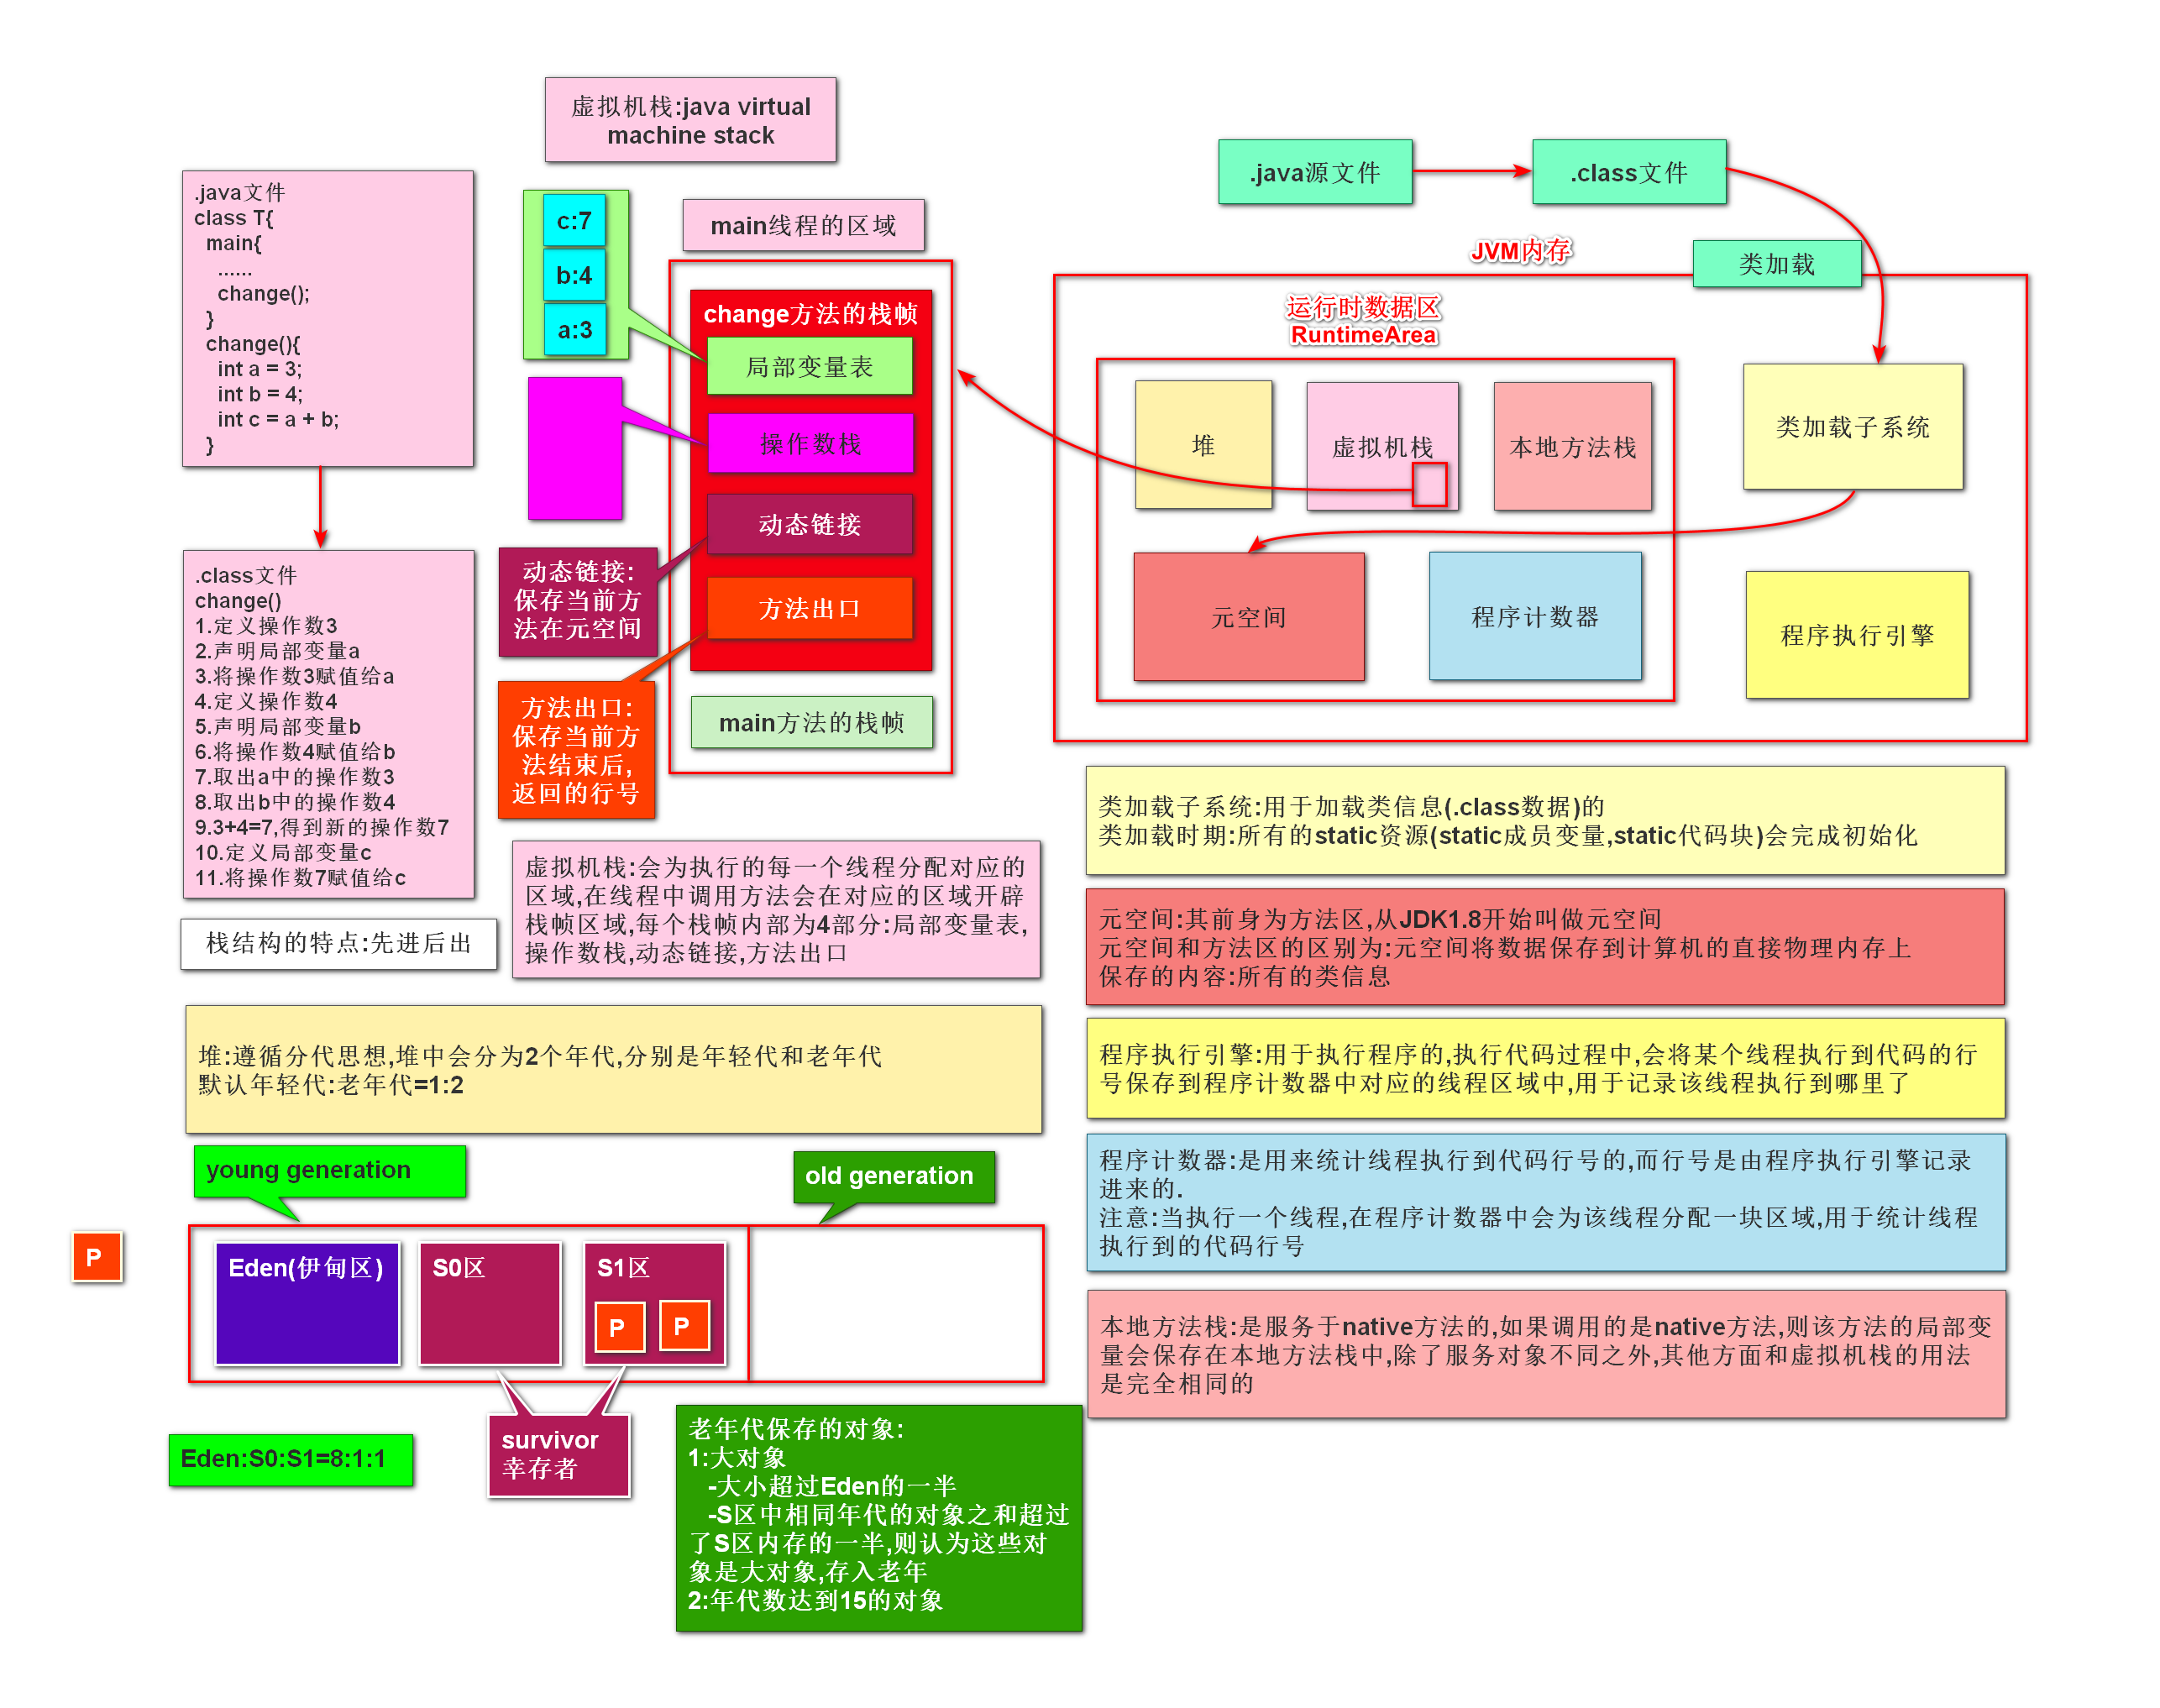 虚拟机栈:java virtual
machine stack
.java文件
class T{
main{
......
change();
}
change(){
int a = 3;
int b = 4;
int c = a + b;
}
c:7
b:4
a:3
main线程的区域
change方法的栈帧
局部变量表
操作数栈
动态链接
方法出口
main方法的栈帧
动态链接:
保存当前方
法在元空间
方法出口:
保存当前方
法结束后,
返回的行号
.class文件
change()
1.定义操作数3
2.声明局部变量a
3.将操作数3赋值给a
4.定义操作数4
5.声明局部变量b
6.将操作数4赋值给b
7.取出a中的操作数3
8.取出b中的操作数4
9.3+4=7,得到新的操作数7
10.定义局部变量c
11.将操作数7赋值给c
栈结构的特点:先进后出
虚拟机栈:会为执行的每一个线程分配对应的
区域,在线程中调用方法会在对应的区域开辟
栈帧区域,每个栈帧内部为4部分:局部变量表,
操作数栈,动态链接,方法出口
.java源文件
.class文件
JVM内存
类加载
运行时数据区
RuntimeArea
堆
虚拟机栈
本地方法栈
类加载子系统
元空间
程序计数器
程序执行引擎
类加载子系统:用于加载类信息(.class数据)的
类加载时期:所有的static资源(static成员变量,static代码块)会完成初始化
元空间:其前身为方法区,从JDK1.8开始叫做元空间
元空间和方法区的区别为:元空间将数据保存到计算机的直接物理内存上
保存的内容:所有的类信息
程序执行引擎:用于执行程序的,执行代码过程中,会将某个线程执行到代码的行
号保存到程序计数器中对应的线程区域中,用于记录该线程执行到哪里了
程序计数器:是用来统计线程执行到代码行号的,而行号是由程序执行引擎记录
进来的.
注意:当执行一个线程,在程序计数器中会为该线程分配一块区域,用于统计线程
执行到的代码行号
本地方法栈:是服务于native方法的,如果调用的是native方法,则该方法的局部变
量会保存在本地方法栈中,除了服务对象不同之外,其他方面和虚拟机栈的用法
是完全相同的
堆:遵循分代思想,堆中会分为2个年代,分别是年轻代和老年代
默认年轻代:老年代=1:2
young generation
old generation
P
Eden(伊甸区)
S0区
S1区
P
P
Eden:S0:S1=8:1:1
survivor
幸存者
老年代保存的对象:
1:大对象
-大小超过Eden的一半
-S区中相同年代的对象之和超过
了S区内存的一半,则认为这些对
象是大对象,存入老年
2:年代数达到15的对象